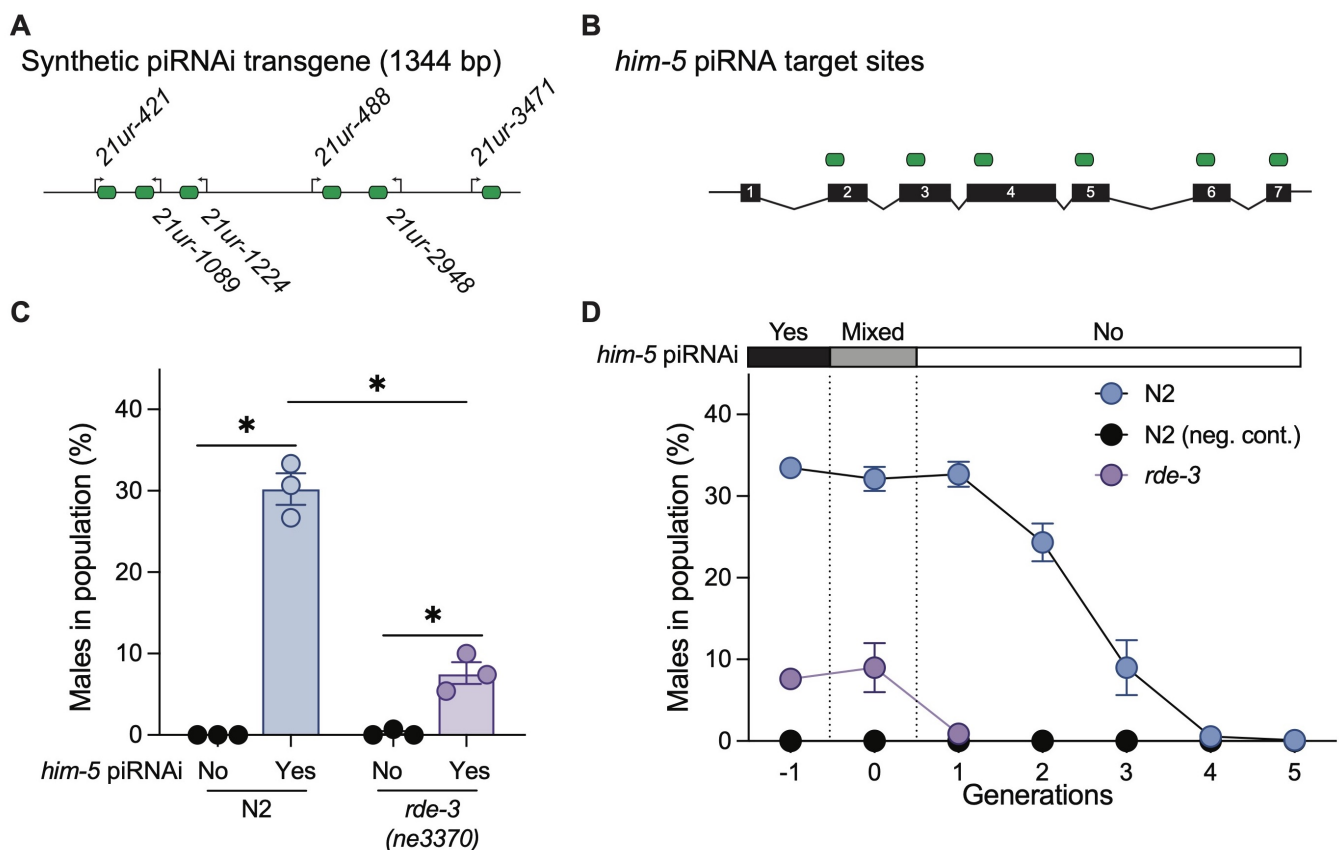 A
Synthetic piRNAi transgene (1344 bp)
21ur-421
21ur-488
21ur-3471
21ur-1089
21ur-1224
21ur-2948
B
him-5 piRNA target sites
1 2 3 4 5 6 7
C
Males in population (%)
40
30
20
10
0
* * *
him-5 piRNAi No Yes No Yes
N2 rde-3
(ne3370)
D
Yes Mixed No
him-5 piRNAi
Males in population (%)
40
30
20
10
0
N2
N2 (neg. cont.)
rde-3
-1 0 1 2 3 4 5
Generations